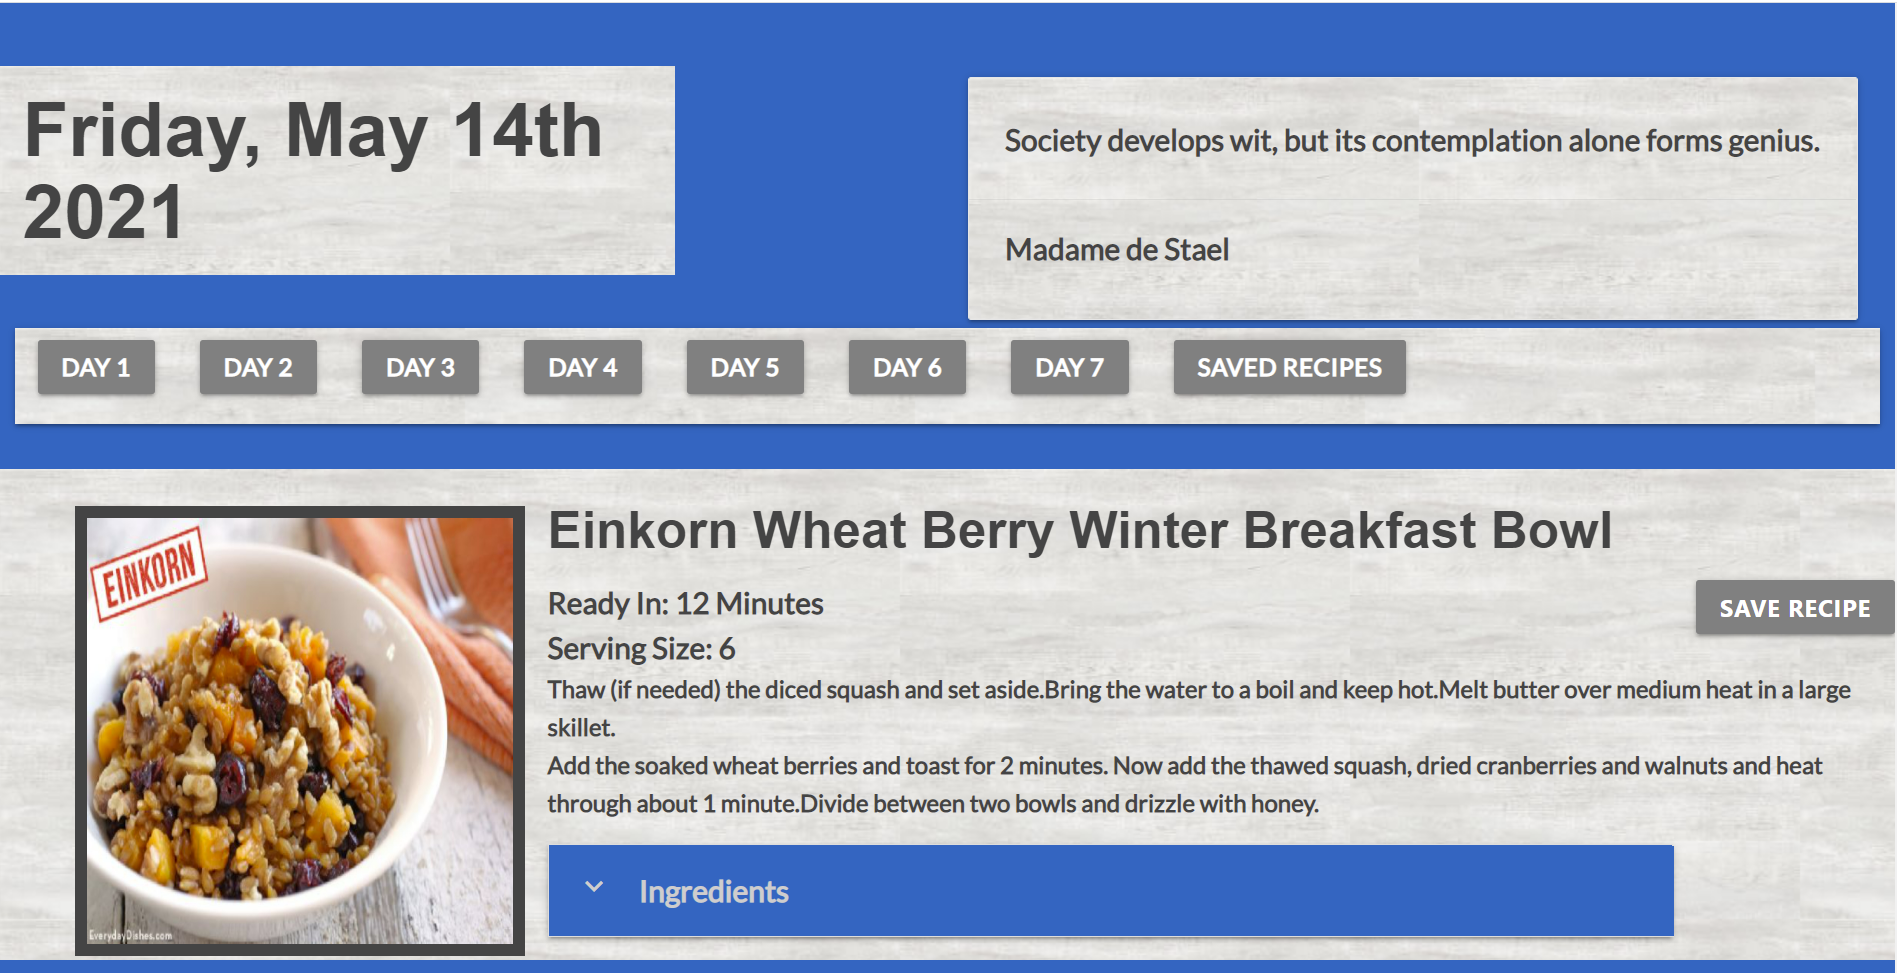 Friday, May 14th
2021
Society develops wit, but its contemplation alone forms genius.
Madame de Stael
DAY 1
DAY 2
DAY 3
DAY 4
DAY 5
DAY 6
DAY 7
SAVED RECIPES
EINKORN
EverydayDishes.com
Einkorn Wheat Berry Winter Breakfast Bowl
Ready In: 12 Minutes
SAVE RECIPE
Serving Size: 6
Thaw (if needed) the diced squash and set aside.Bring the water to a boil and keep hot.Melt butter over medium heat in a large
skillet.
Add the soaked wheat berries and toast for 2 minutes. Now add the thawed squash, dried cranberries and walnuts and heat
through about 1 minute.Divide between two bowls and drizzle with honey.
Ingredients